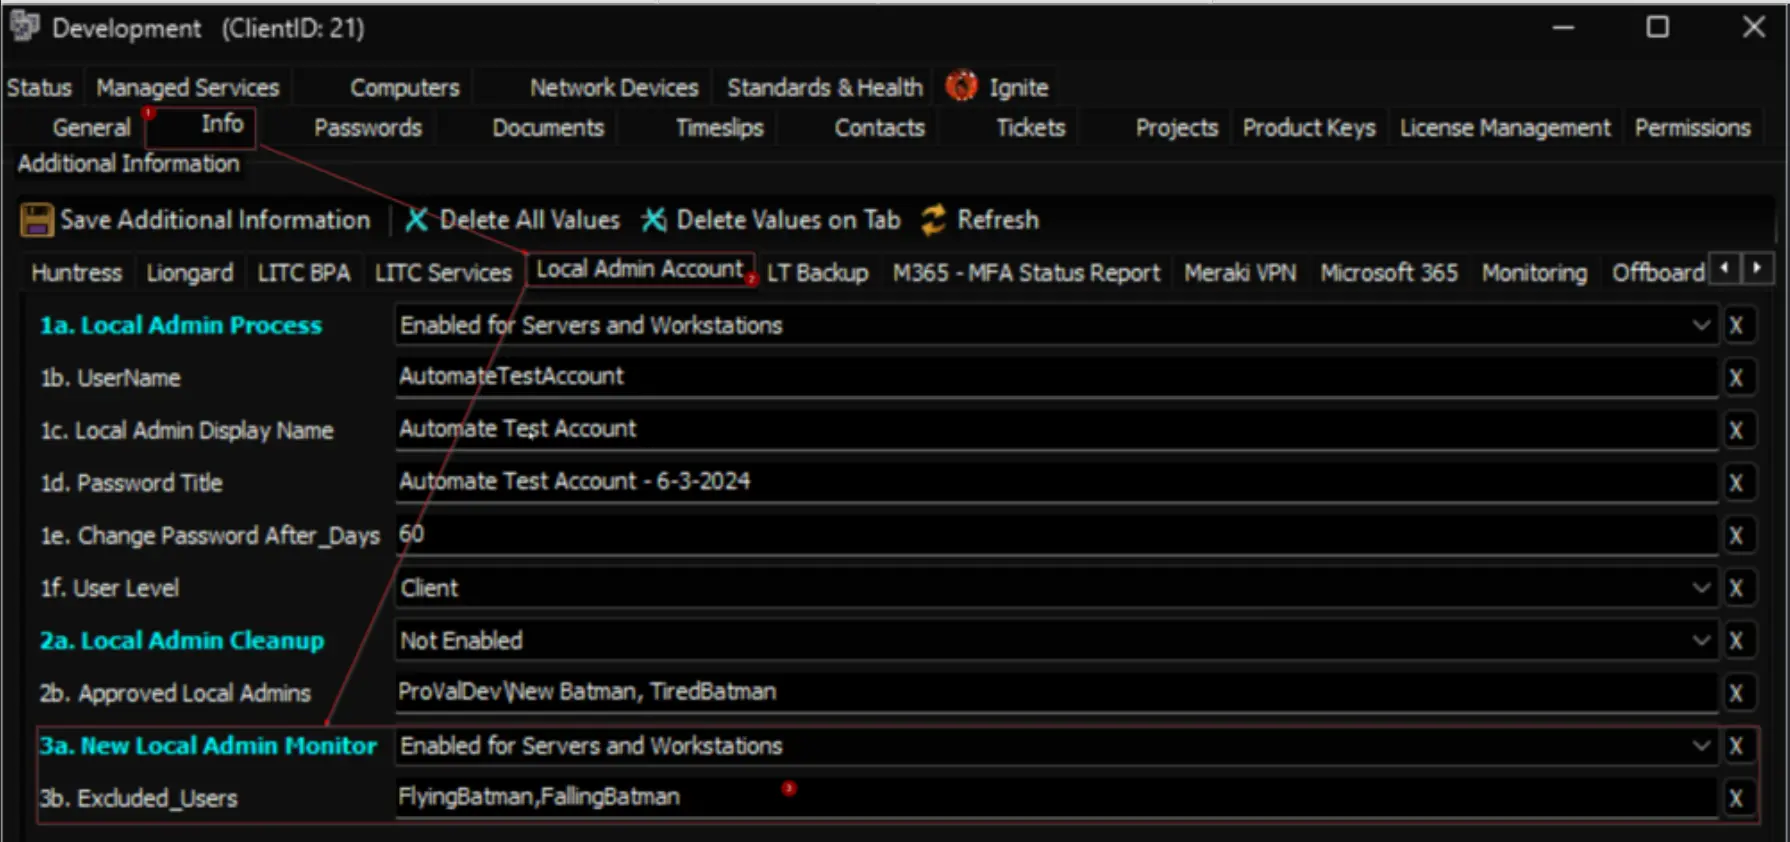 Development (ClientID: 21)
Status Managed Services Computers Network Devices Standards & Health Ignite
General 1 Info Passwords Documents Timeslips Contacts Tickets Projects Product Keys License Management Permissions
Additional Information
Save Additional Information Delete All Values Delete Values on Tab Refresh
Huntress Liongard LITC BPA LITC Services Local Admin Account 2 LT Backup M365 - MFA Status Report Meraki VPN Microsoft 365 Monitoring Offboard
1a. Local Admin Process Enabled for Servers and Workstations X
1b. UserName AutomateTestAccount X
1c. Local Admin Display Name Automate Test Account X
1d. Password Title Automate Test Account - 6-3-2024 X
1e. Change Password After_Days 60 X
1f. User Level Client X
2a. Local Admin Cleanup Not Enabled X
2b. Approved Local Admins ProValDev\New Batman, TiredBatman X
3a. New Local Admin Monitor Enabled for Servers and Workstations X
3b. Excluded_Users FlyingBatman,FallingBatman 3 X